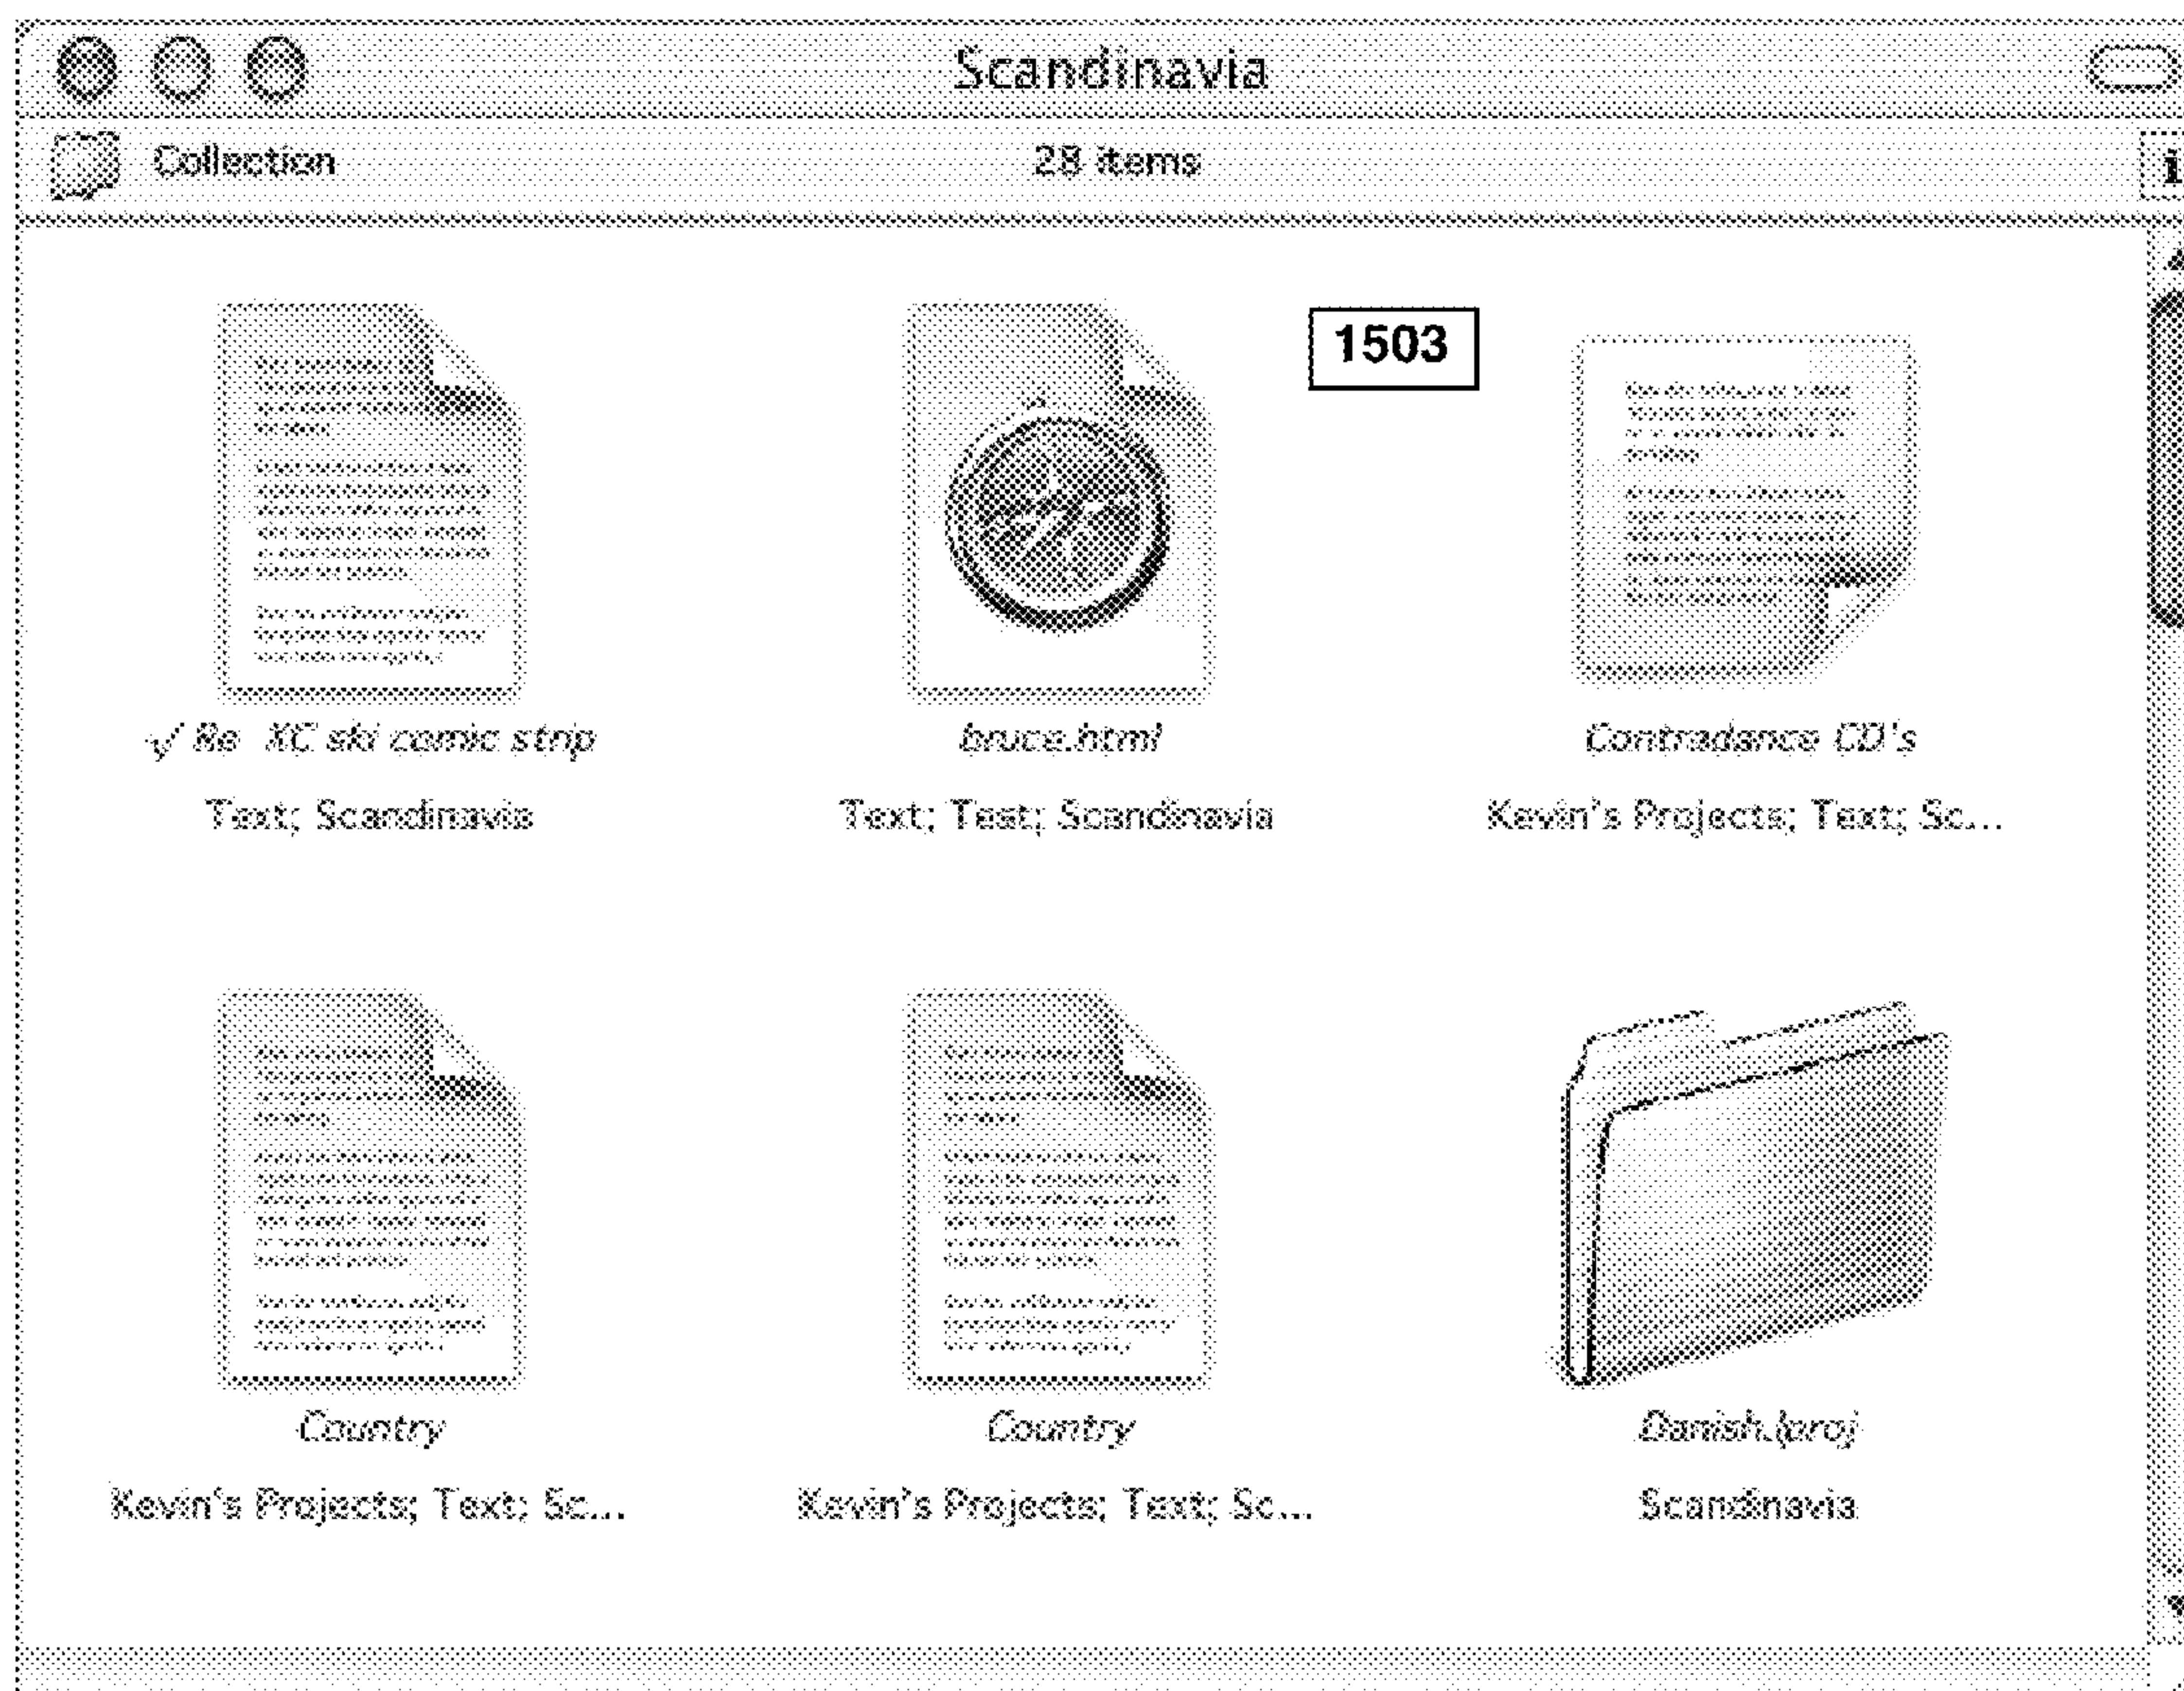 Scandinavia
Collection 28 items i
1503
√ Re XC ski comic strip bruce.html Contradance CD's
Text; Scandinavia Text; Test; Scandinavia Kevin's Projects; Text; Sc...
Country Country Danish.lproj
Kevin's Projects; Text; Sc... Kevin's Projects; Text; Sc... Scandinavia